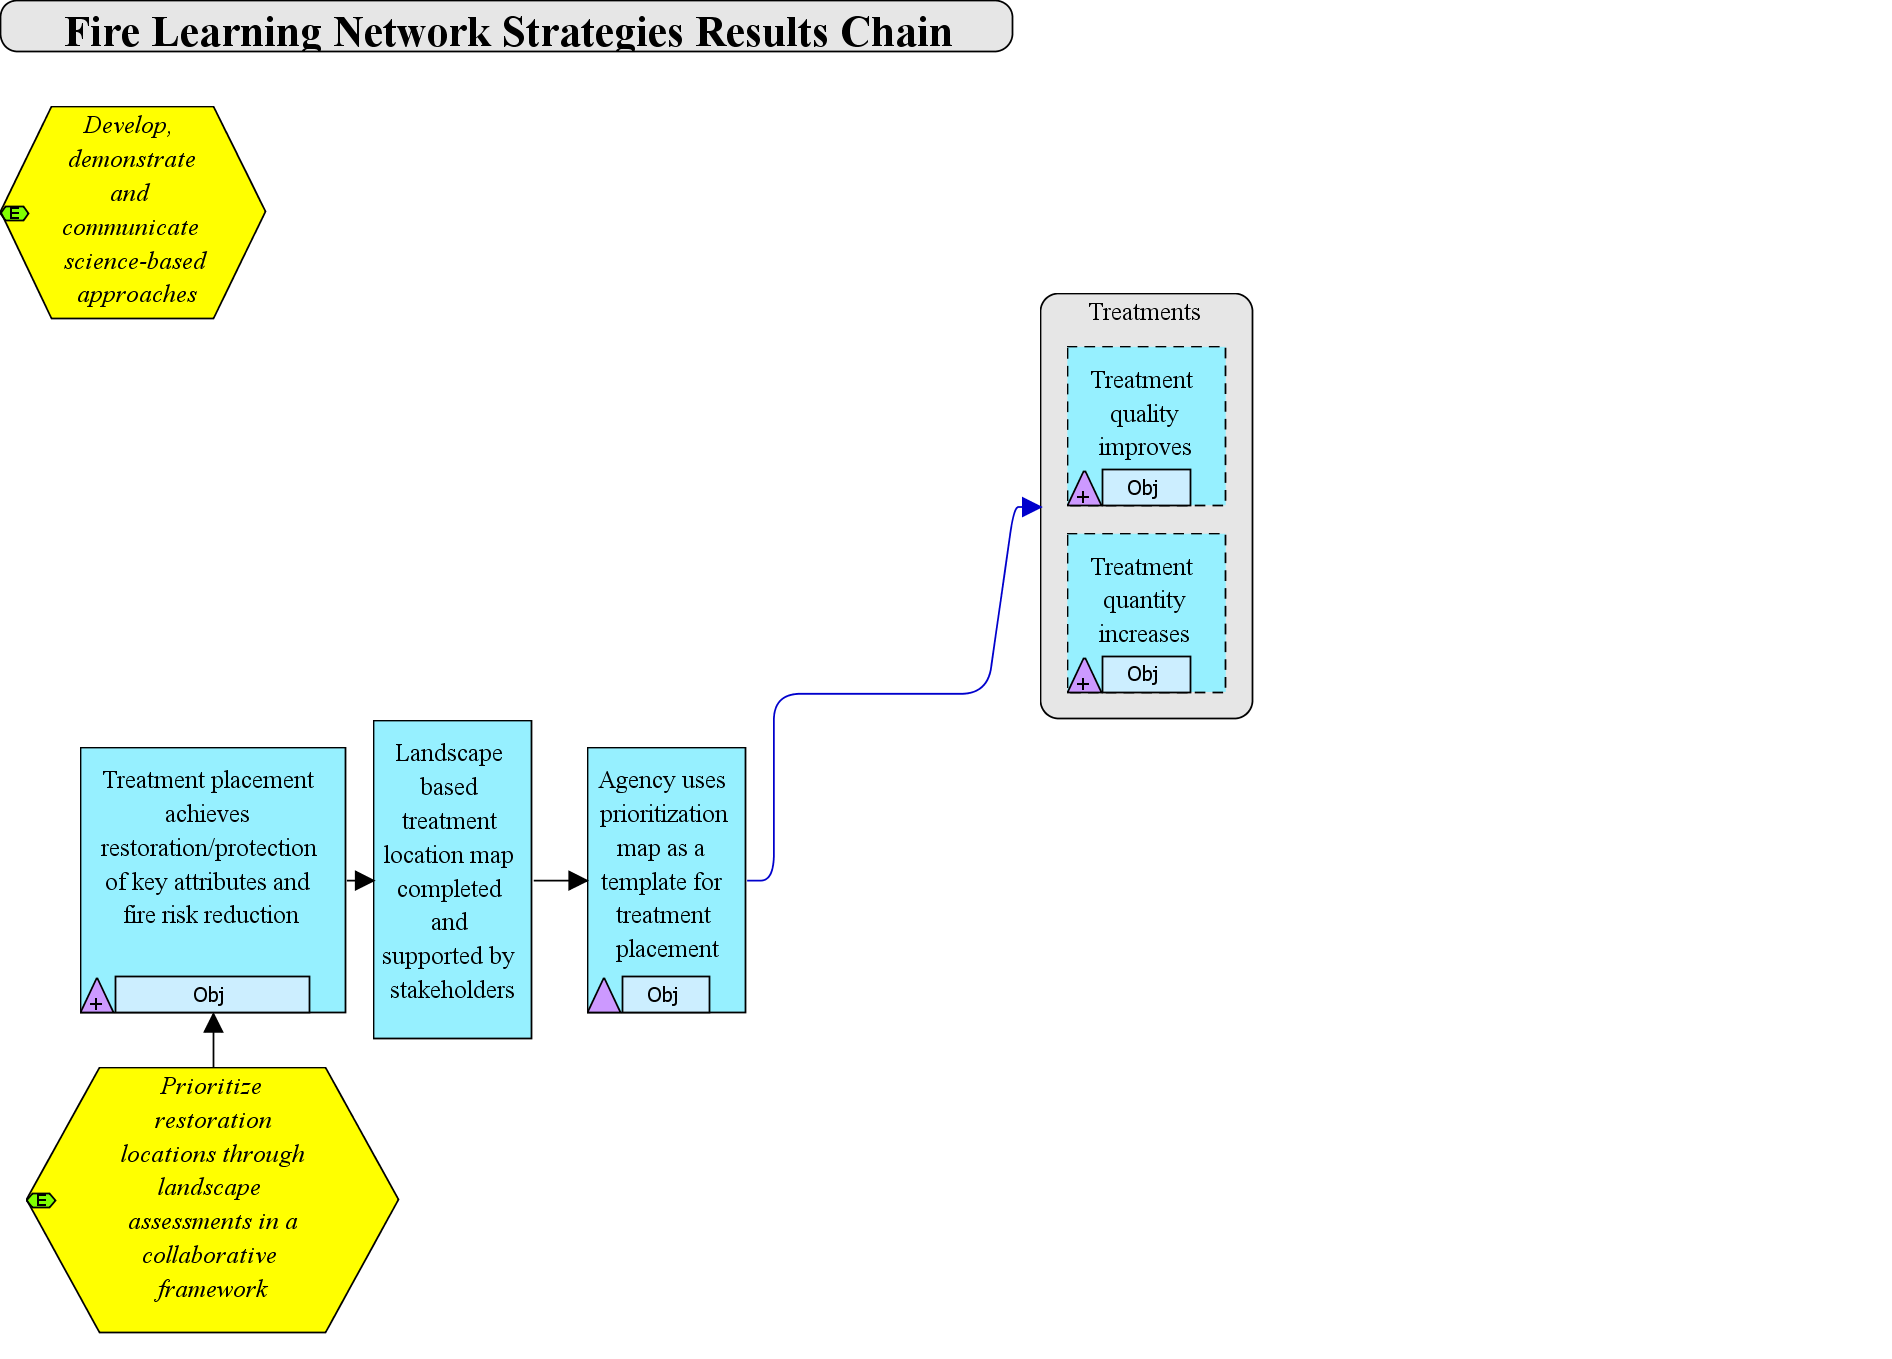 Fire Learning Network Strategies Results Chain
Develop,
demonstrate
and
communicate
science-based
approaches
E
Treatments
Treatment
quality
improves
+
Obj
Treatment
quantity
increases
+
Obj
Treatment placement
achieves
restoration/protection
of key attributes and
fire risk reduction
+
Obj
Landscape
based
treatment
location map
completed
and
supported by
stakeholders
Agency uses
prioritization
map as a
template for
treatment
placement
Obj
Prioritize
restoration
locations through
landscape
assessments in a
collaborative
framework
E